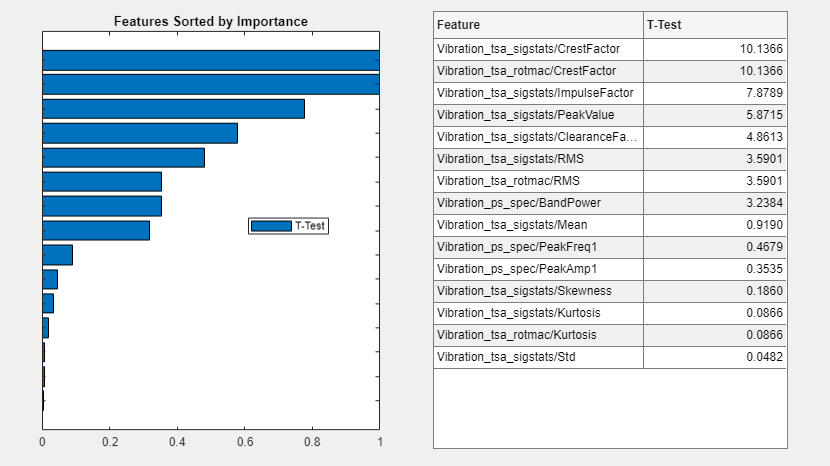 Features Sorted by Importance
T-Test
0 0.2 0.4 0.6 0.8 1
Feature T-Test
Vibration_tsa_sigstats/CrestFactor 10.1366
Vibration_tsa_rotmac/CrestFactor 10.1366
Vibration_tsa_sigstats/ImpulseFactor 7.8789
Vibration_tsa_sigstats/PeakValue 5.8715
Vibration_tsa_sigstats/ClearanceFa... 4.8613
Vibration_tsa_sigstats/RMS 3.5901
Vibration_tsa_rotmac/RMS 3.5901
Vibration_ps_spec/BandPower 3.2384
Vibration_tsa_sigstats/Mean 0.9190
Vibration_ps_spec/PeakFreq1 0.4679
Vibration_ps_spec/PeakAmp1 0.3535
Vibration_tsa_sigstats/Skewness 0.1860
Vibration_tsa_sigstats/Kurtosis 0.0866
Vibration_tsa_rotmac/Kurtosis 0.0866
Vibration_tsa_sigstats/Std 0.0482